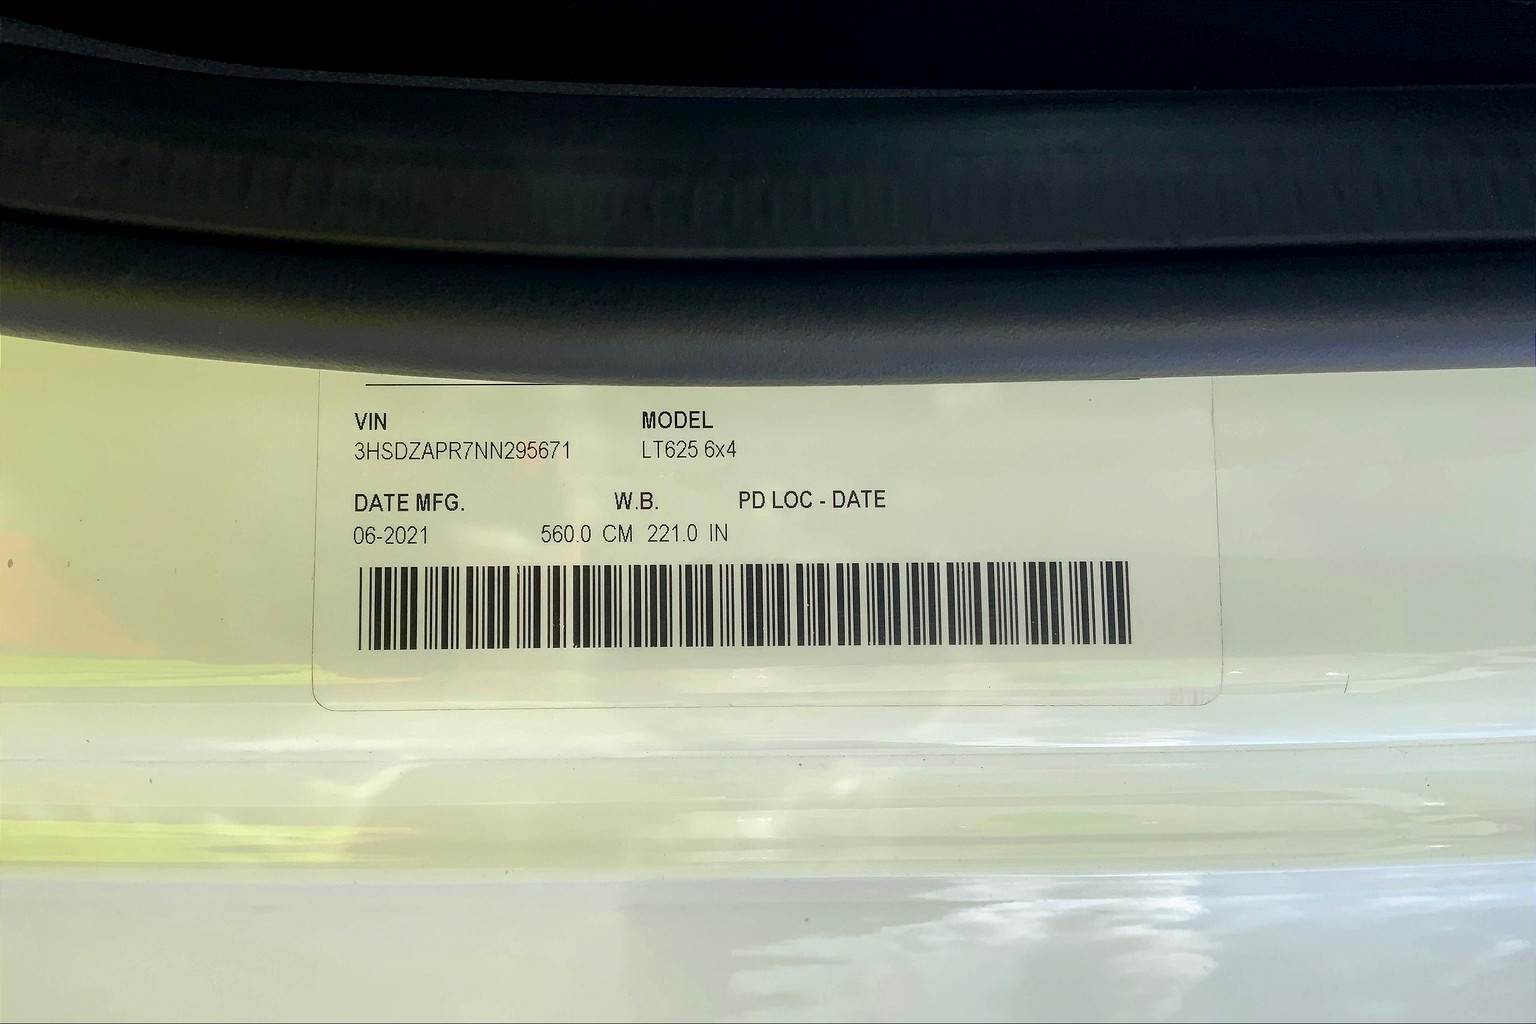 VIN MODEL
3HSDZAPR7NN295671 LT625 6x4
DATE MFG. W.B. PD LOC - DATE
06-2021 560.0 CM 221.0 IN